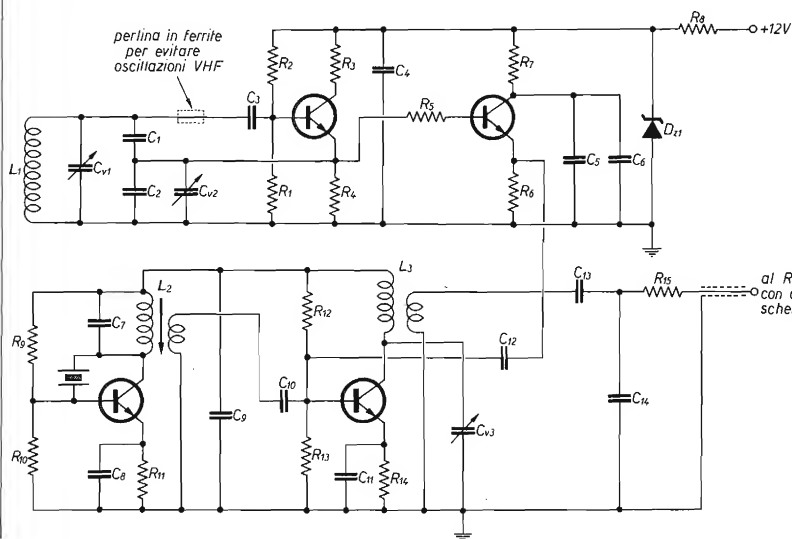 perlina in ferrite
per evitare
oscillazioni VHF
R8
+12V
R2
R3
C4
R7
C3
R5
L1
Cv1
C1
C2
Cv2
R1
R4
R6
C5
C6
Dz1
L2
L3
C13
R15
al R
con c
sche
R9
C7
R12
C12
C10
C9
Cv3
C14
R10
C8
R11
R13
C11
R14